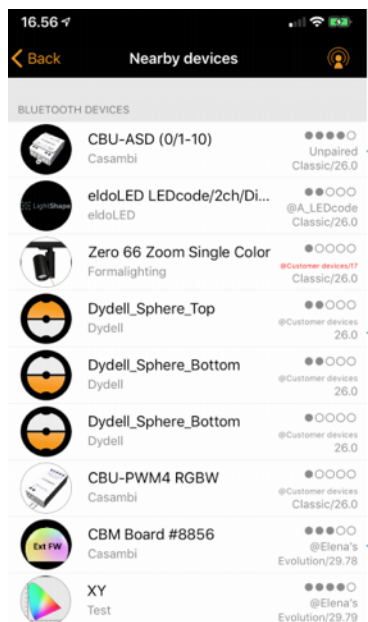 16.56
Back
Nearby devices
BLUETOOTH DEVICES
CBU-ASD (0/1-10)
Casambi
Unpaired
Classic/26.0
LightShape
eldoLED LEDcode/2ch/Di...
eldoLED
@A_LEDcode
Classic/26.0
Zero 66 Zoom Single Color
Formalighting
@Customer devices/17
Classic/26.0
Dydell_Sphere_Top
Dydell
@Customer devices
26.0
Dydell_Sphere_Bottom
Dydell
@Customer devices
26.0
Dydell_Sphere_Bottom
Dydell
@Customer devices
26.0
CBU-PWM4 RGBW
Casambi
@Customer devices
Classic/26.0
Ext FW
CBM Board #8856
Casambi
@Elena's
Evolution/29.78
XY
Test
@Elena's
Evolution/29.79